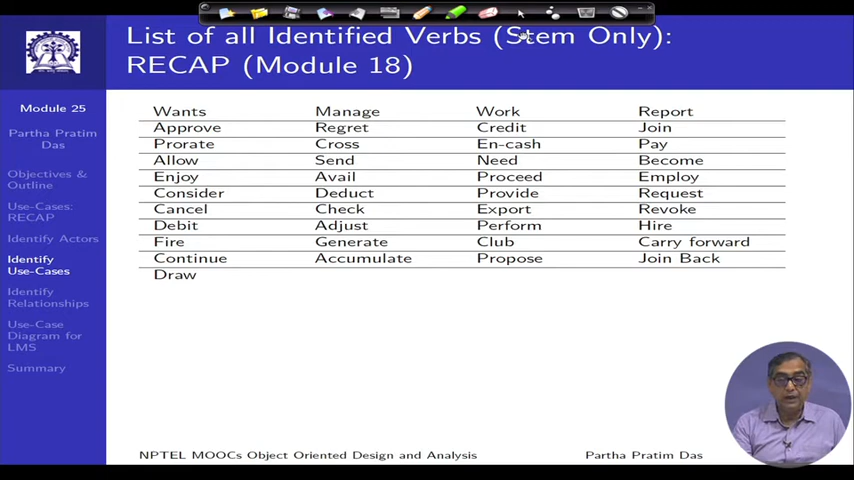 List of all Identified Verbs (Stem Only):
RECAP (Module 18)
Module 25
Partha Pratim
Das
Objectives &
Outline
Use-Cases:
RECAP
Identify Actors
Identify
Use-Cases
Identify
Relationships
Use-Case
Diagram for
LMS
Summary
Wants Manage Work Report
Approve Regret Credit Join
Prorate Cross En-cash Pay
Allow Send Need Become
Enjoy Avail Proceed Employ
Consider Deduct Provide Request
Cancel Check Export Revoke
Debit Adjust Perform Hire
Fire Generate Club Carry forward
Continue Accumulate Propose Join Back
Draw
NPTEL MOOCs Object Oriented Design and Analysis Partha Pratim Das